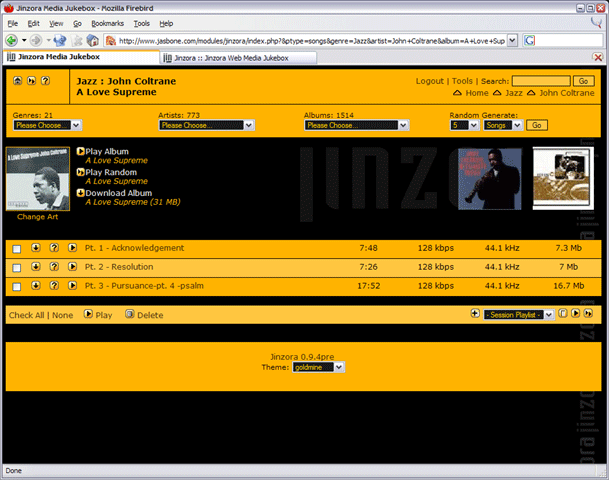 Jinzora Media Jukebox - Mozilla Firebird
File Edit View Go Bookmarks Tools Help
http://www.jasbone.com/modules/jinzora/index.php?&ptype=songs&genre=Jazz&artist=John+Coltrane&album=A+Love+Sup
Jinzora Media Jukebox
Jinzora :: Jinzora Web Media Jukebox
Jazz : John Coltrane
A Love Supreme
Logout | Tools | Search: Go
Home Jazz John Coltrane
Genres: 21 Artists: 773 Albums: 1514 Random Generate:
Please Choose... Please Choose... Please Choose... 5 Songs Go
A Love Supreme John Coltrane
Play Album
A Love Supreme
Play Random
A Love Supreme
Download Album
A Love Supreme (31 MB)
Change Art
jinzora
Pt. 1 - Acknowledgement 7:48 128 kbps 44.1 kHz 7.3 Mb
Pt. 2 - Resolution 7:26 128 kbps 44.1 kHz 7 Mb
Pt. 3 - Pursuance-pt. 4 -psalm 17:52 128 kbps 44.1 kHz 16.7 Mb
Check All | None Play Delete - Session Playlist -
Jinzora 0.9.4pre
Theme: goldmine
Done